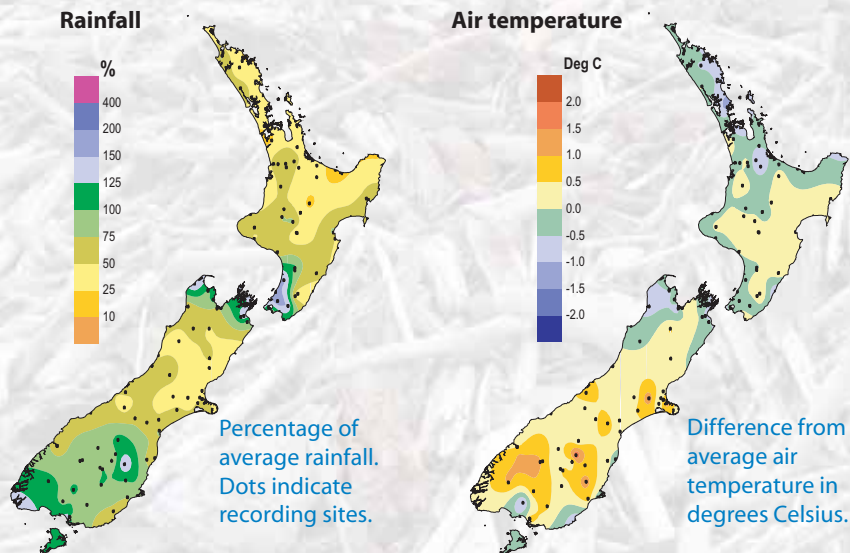 Rainfall
%
400
200
150
125
100
75
50
25
10
Percentage of
average rainfall.
Dots indicate
recording sites.
Air temperature
Deg C
2.0
1.5
1.0
0.5
0.0
-0.5
-1.0
-1.5
-2.0
Difference from
average air
temperature in
degrees Celsius.